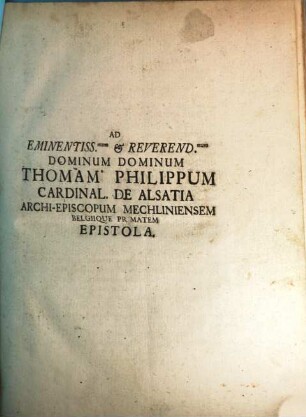 AD
EMINENTISS.mum & REVEREND.mum
DOMINUM DOMINUM
THOMAM PHILIPPUM
CARDINAL. DE ALSATIA
ARCHI-EPISCOPUM MECHLINIENSEM
BELGIIQUE PRIMATEM
EPISTOLA.